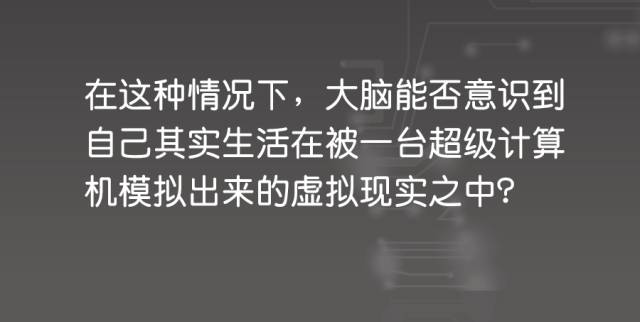 在这种情况下，大脑能否意识到
自己其实生活在被一台超级计算
机模拟出来的虚拟现实之中?